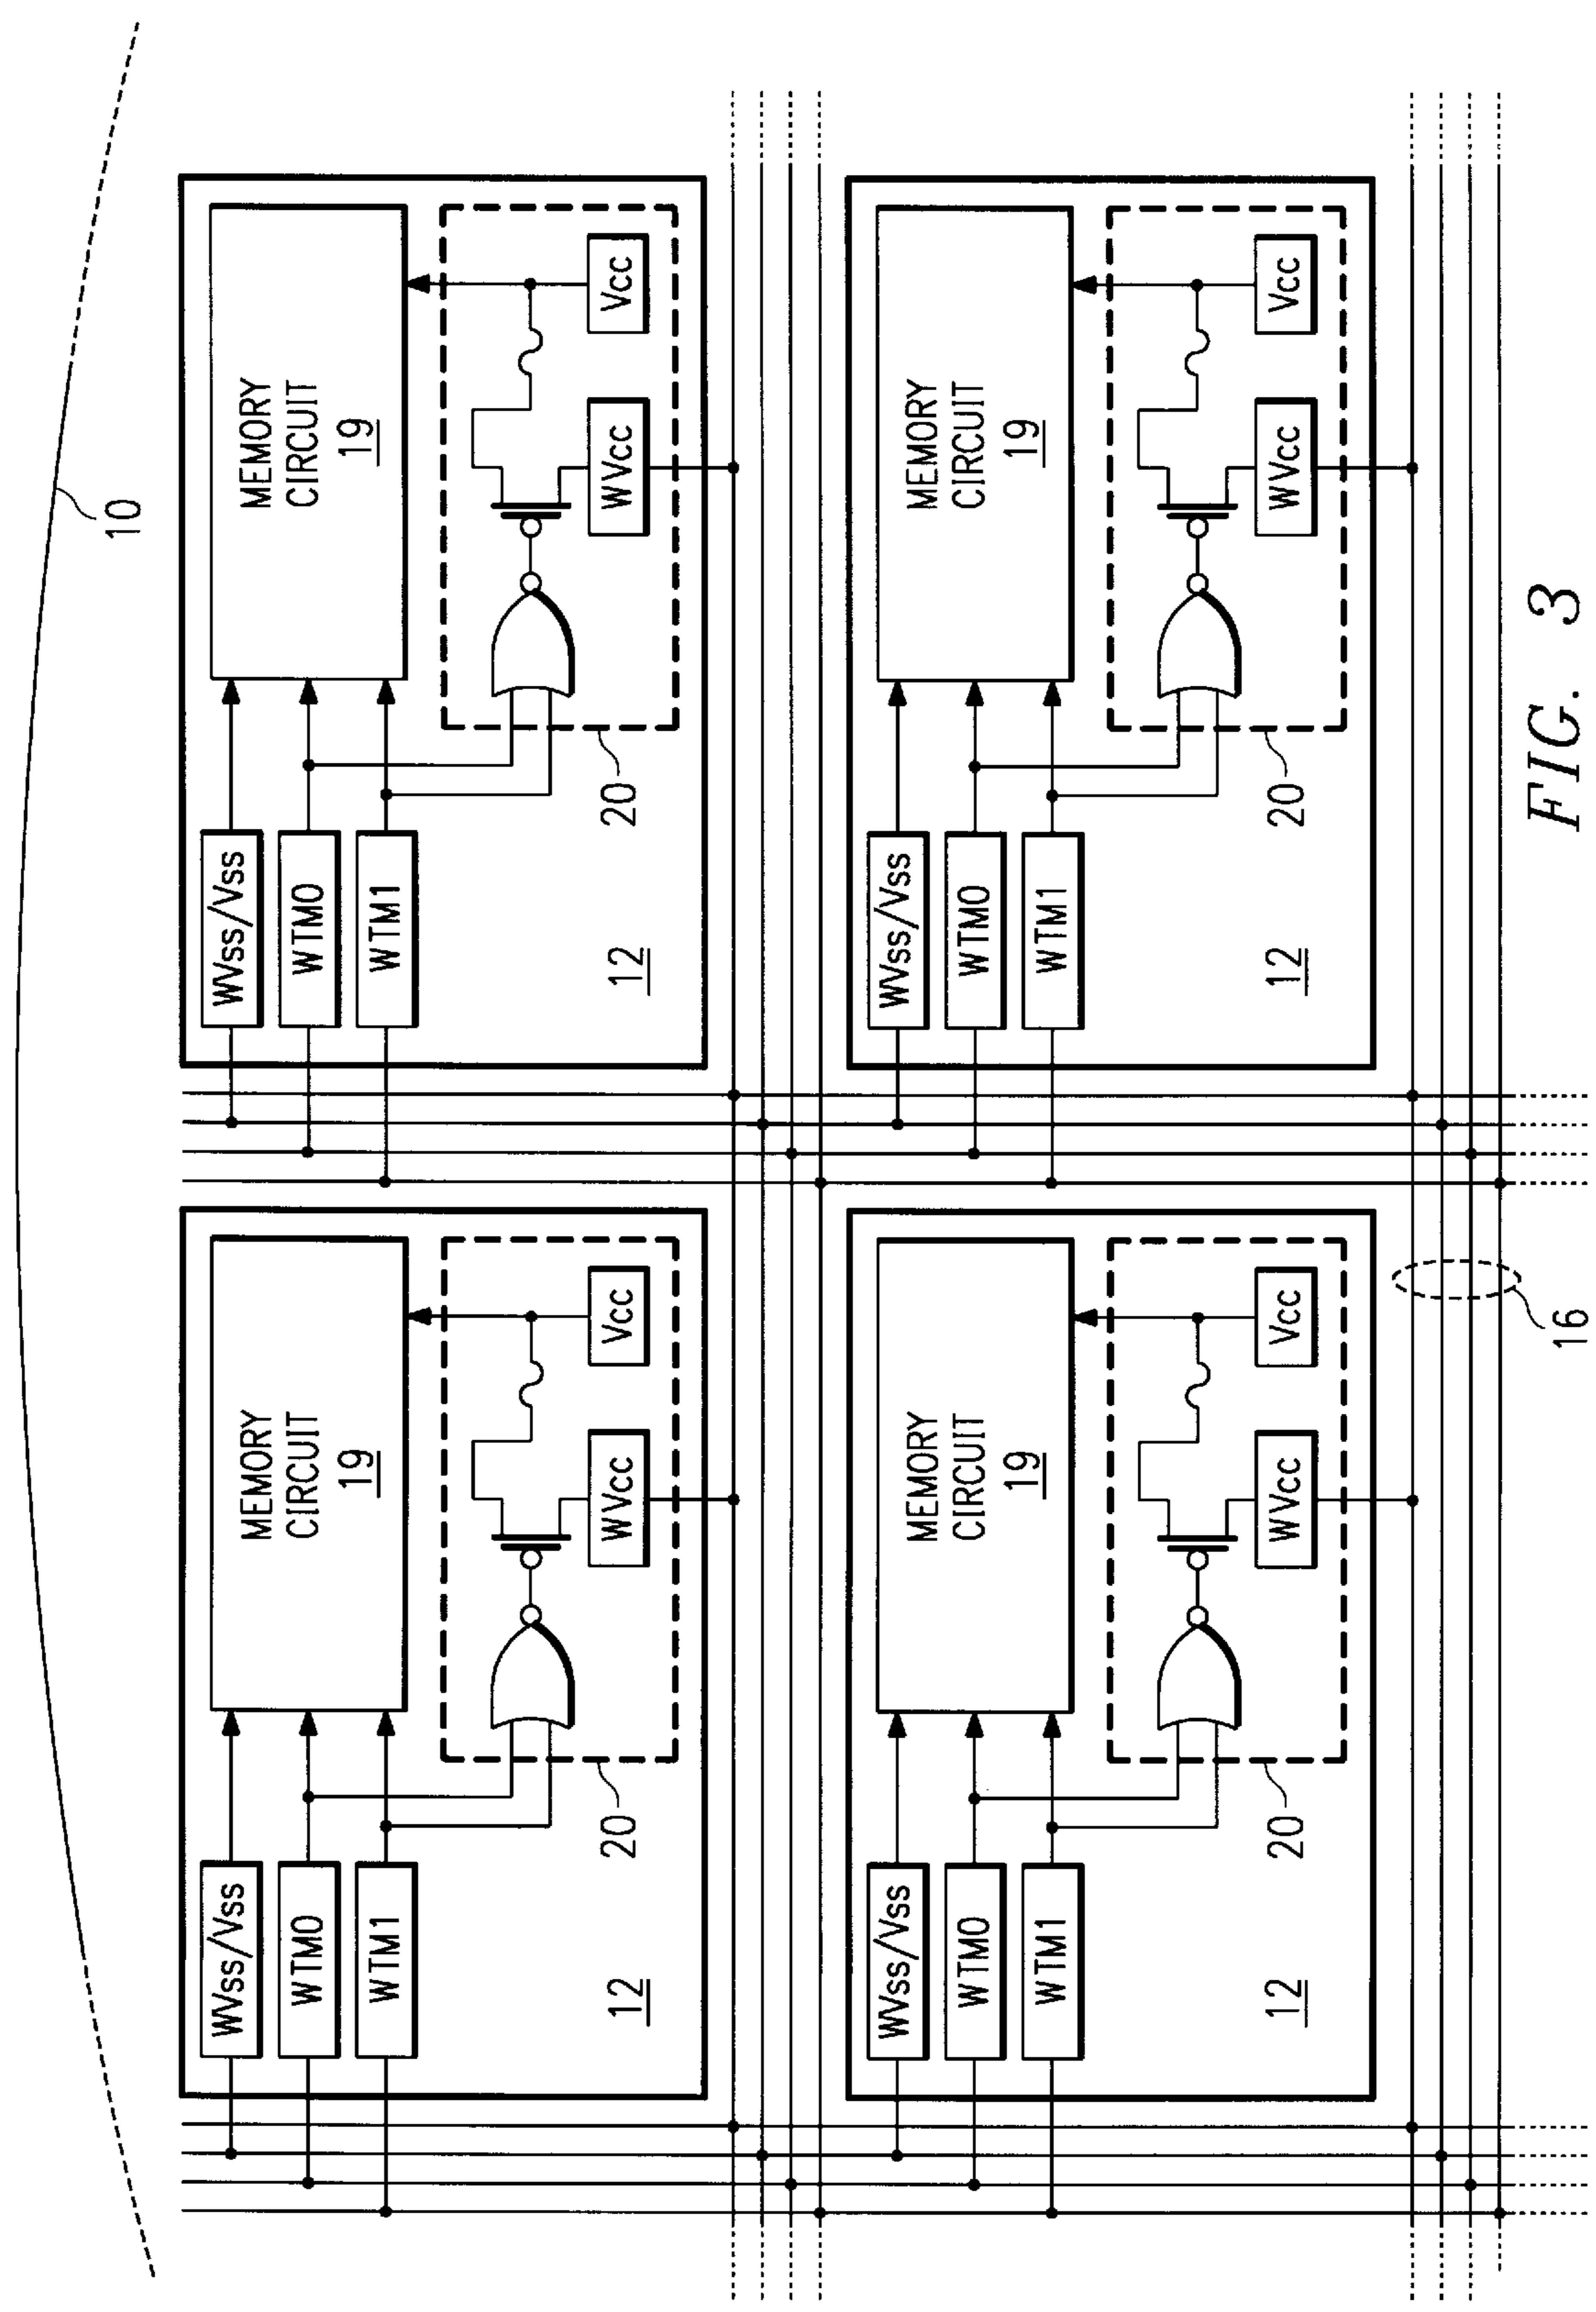 10
MEMORY
CIRCUIT
19
WVss/Vss
WTM0
WTM1
12
20
WVcc
Vcc
MEMORY
CIRCUIT
19
WVss/Vss
WTM0
WTM1
12
20
WVcc
Vcc
MEMORY
CIRCUIT
19
WVss/Vss
WTM0
WTM1
12
20
WVcc
Vcc
MEMORY
CIRCUIT
19
WVss/Vss
WTM0
WTM1
12
20
WVcc
Vcc
16
FIG. 3